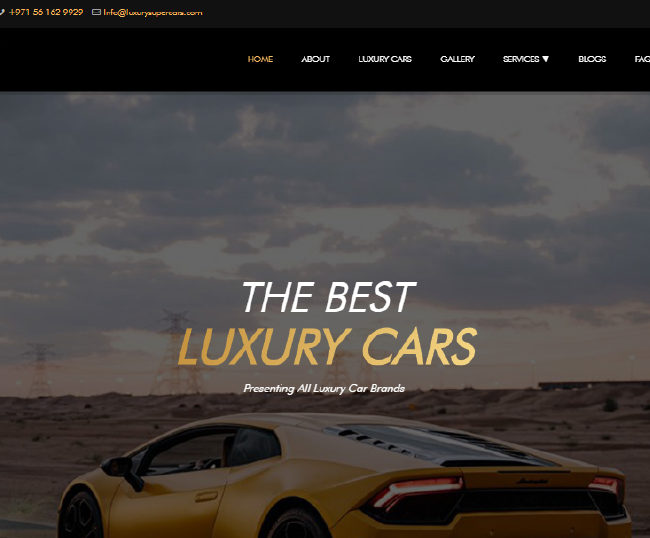 +971 56 162 9929 Info@luxurysupercars.com
HOME ABOUT LUXURY CARS GALLERY SERVICES ▼ BLOGS FAQ
THE BEST
LUXURY CARS
Presenting All Luxury Car Brands